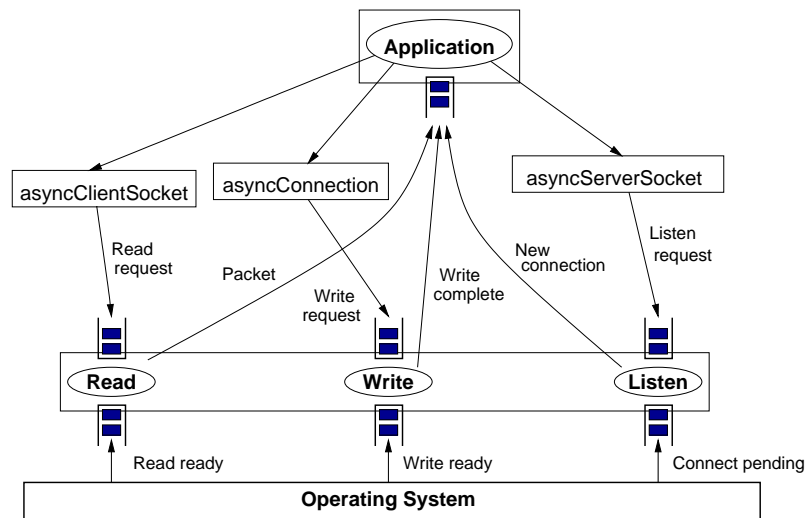 Application
asyncClientSocket
asyncConnection
asyncServerSocket
Read
request
Packet
Write
request
Write
complete
New
connection
Listen
request
Read
Write
Listen
Read ready
Write ready
Connect pending
Operating System